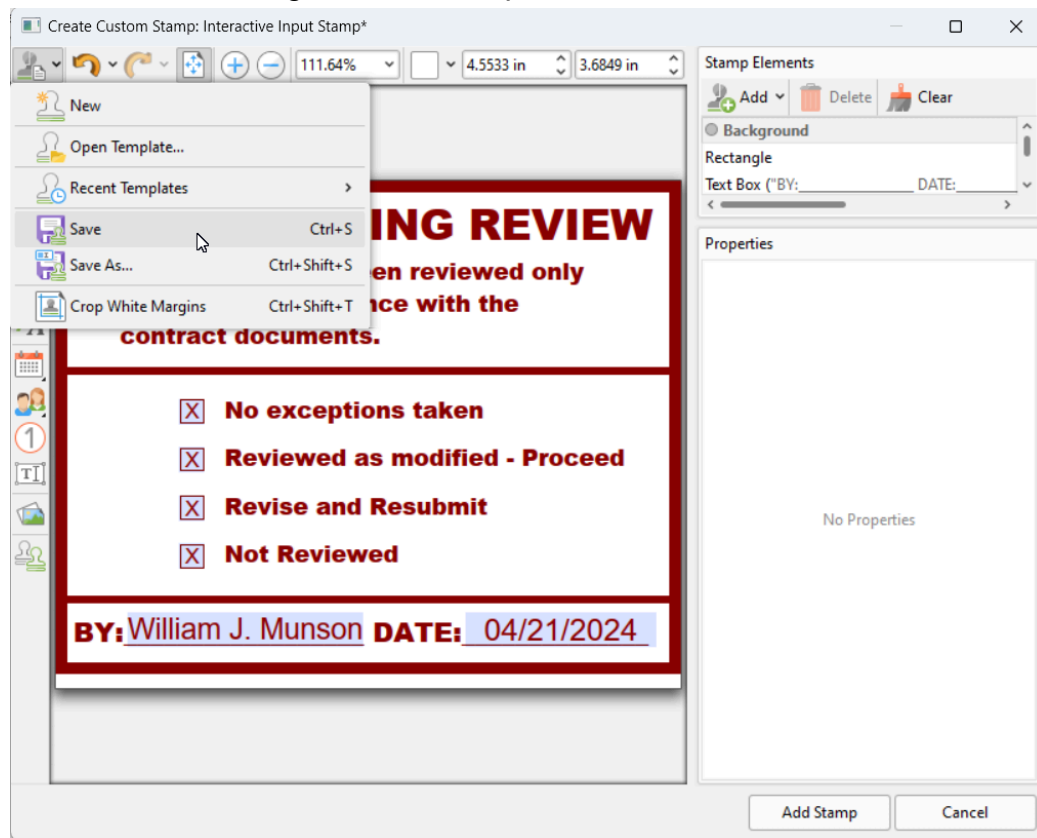 Create Custom Stamp: Interactive Input Stamp*
111.64%
4.5533 in
3.6849 in
Stamp Elements
Add
Delete
Clear
Background
Rectangle
Text Box ("BY:____________ DATE:________
Properties
No Properties
New
Open Template...
Recent Templates
Save Ctrl+S
Save As... Ctrl+Shift+S
Crop White Margins Ctrl+Shift+T
ING REVIEW
en reviewed only
nce with the
contract documents.
X No exceptions taken
X Reviewed as modified - Proceed
X Revise and Resubmit
X Not Reviewed
BY: William J. Munson DATE: 04/21/2024
Add Stamp
Cancel